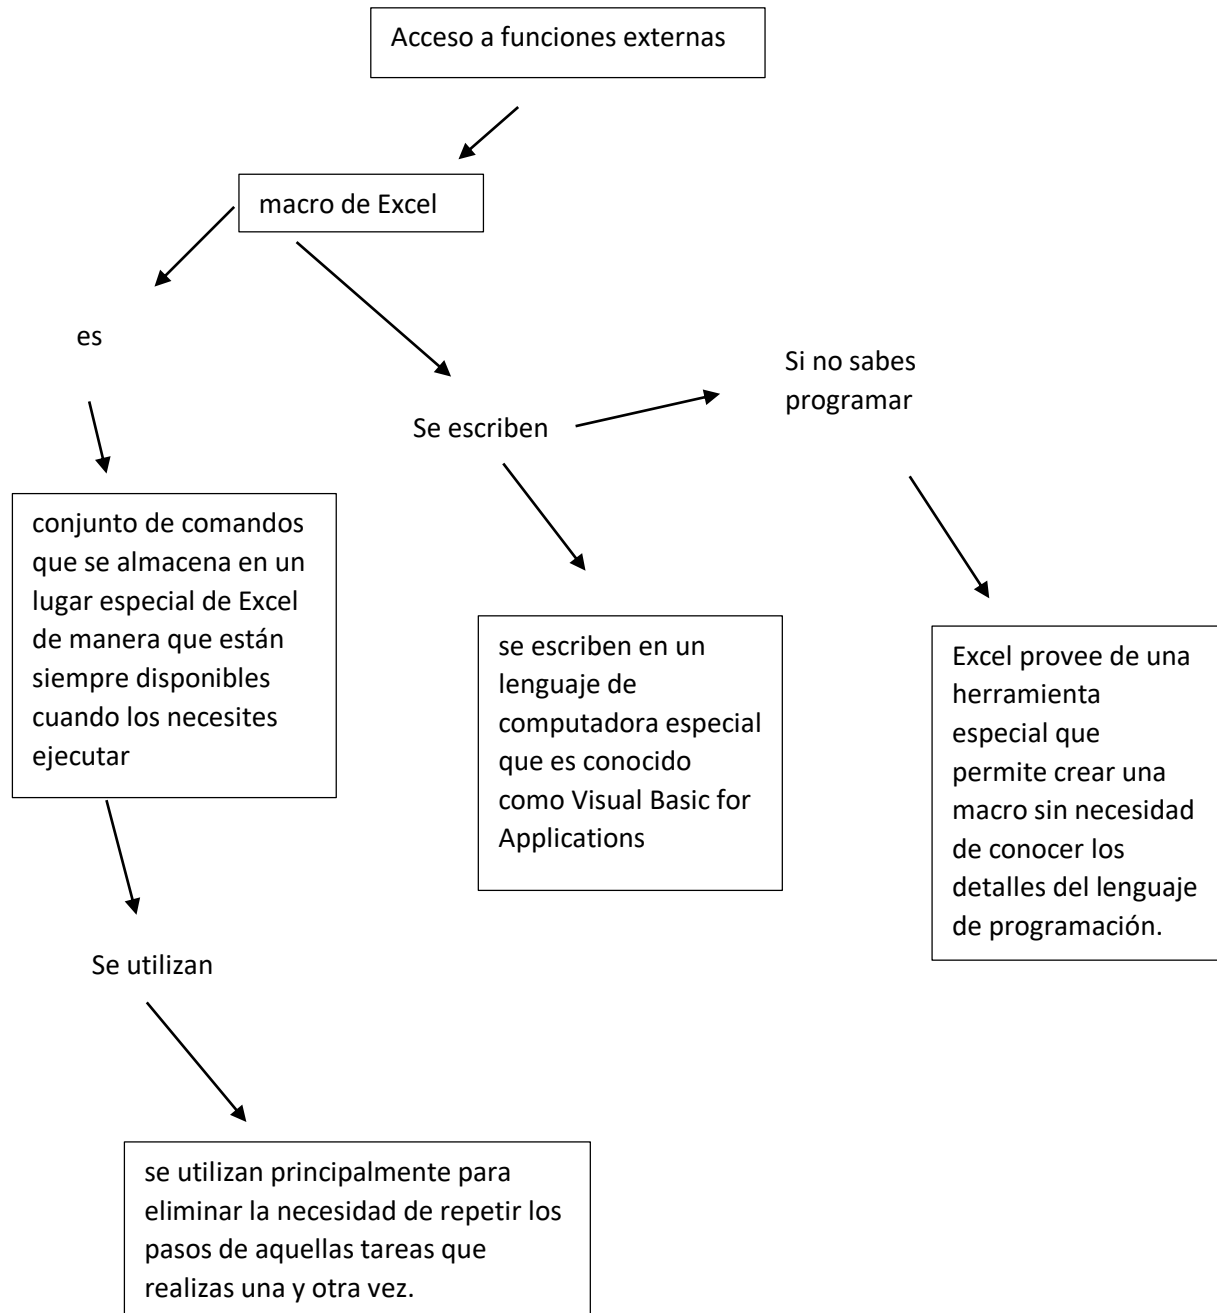 Acceso a funciones externas
macro de Excel
es
Si no sabes
programar
Se escriben
conjunto de comandos
que se almacena en un
lugar especial de Excel
de manera que están
siempre disponibles
cuando los necesites
ejecutar
se escriben en un
lenguaje de
computadora especial
que es conocido
como Visual Basic for
Applications
Excel provee de una
herramienta
especial que
permite crear una
macro sin necesidad
de conocer los
detalles del lenguaje
de programación.
Se utilizan
se utilizan principalmente para
eliminar la necesidad de repetir los
pasos de aquellas tareas que
realizas una y otra vez.